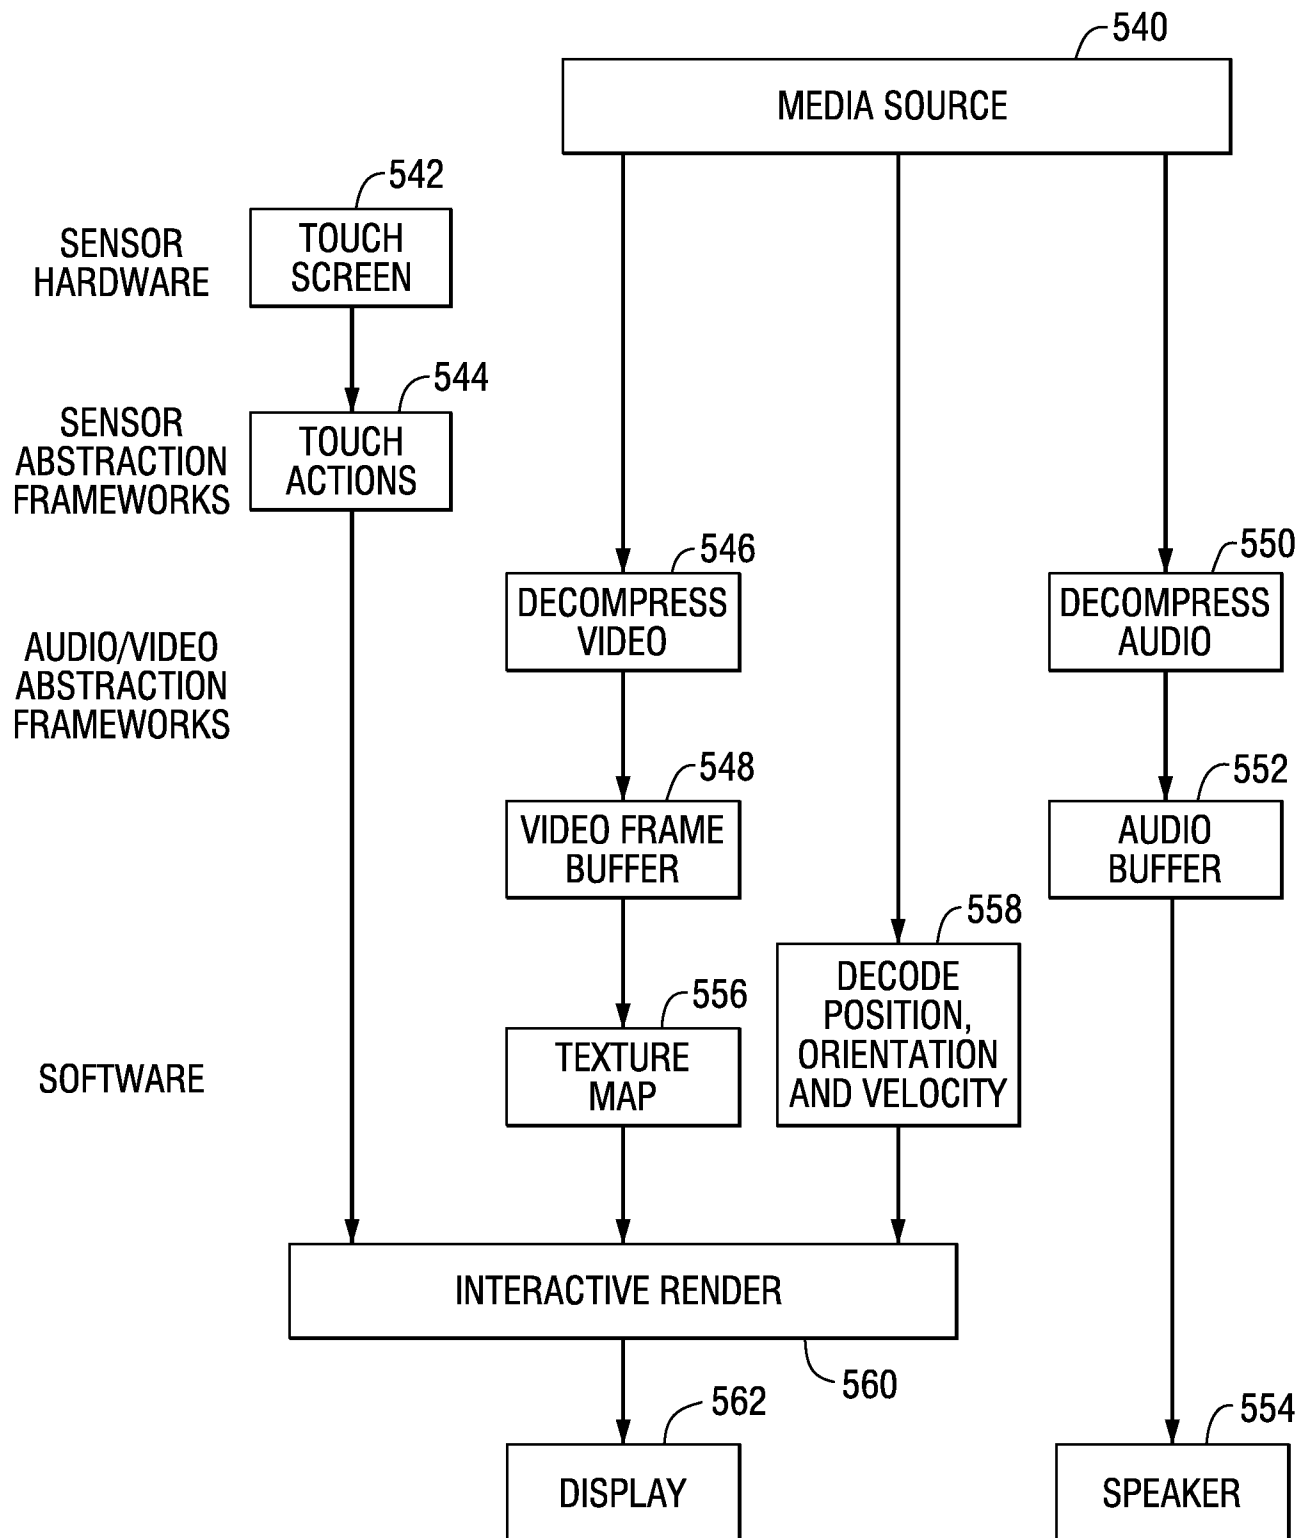 540
MEDIA SOURCE
542
TOUCH
SCREEN
SENSOR
HARDWARE
544
TOUCH
ACTIONS
SENSOR
ABSTRACTION
FRAMEWORKS
546
DECOMPRESS
VIDEO
550
DECOMPRESS
AUDIO
AUDIO/VIDEO
ABSTRACTION
FRAMEWORKS
548
VIDEO FRAME
BUFFER
552
AUDIO
BUFFER
558
DECODE
POSITION,
ORIENTATION
AND VELOCITY
556
TEXTURE
MAP
SOFTWARE
INTERACTIVE RENDER
560
562
DISPLAY
554
SPEAKER